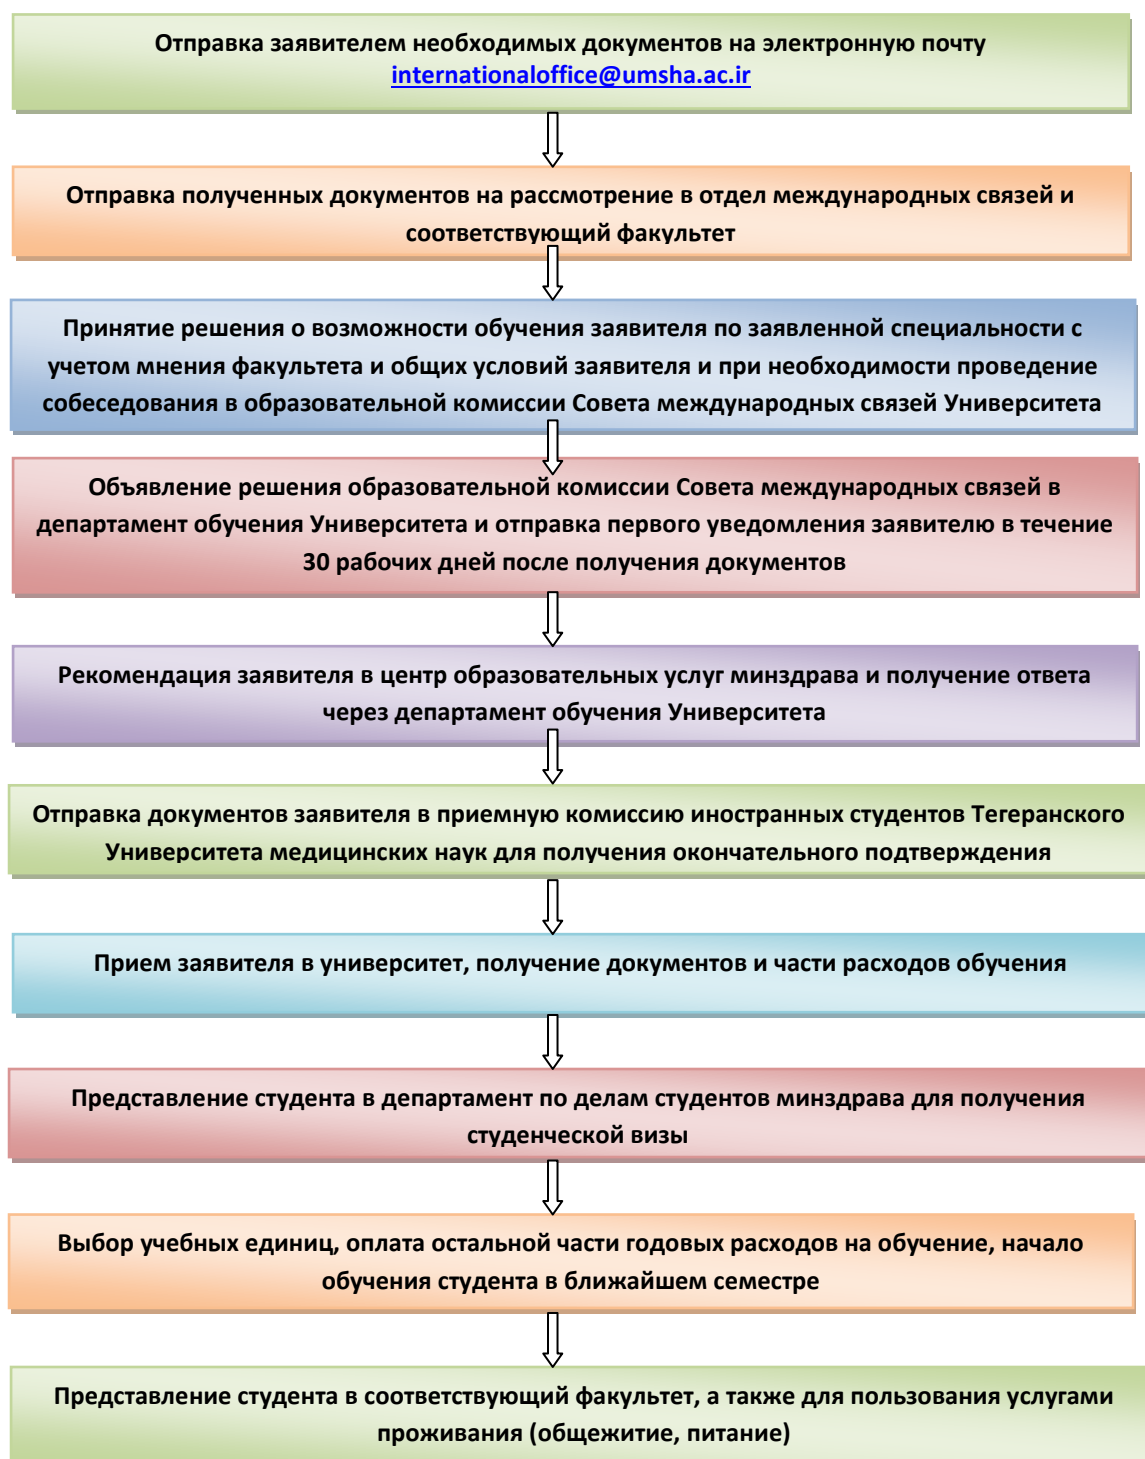 Отправка заявителем необходимых документов на электронную почту
internationaloffice@umsha.ac.ir
Отправка полученных документов на рассмотрение в отдел международных связей и
соответствующий факультет
Принятие решения о возможности обучения заявителя по заявленной специальности с
учетом мнения факультета и общих условий заявителя и при необходимости проведение
собеседования в образовательной комиссии Совета международных связей Университета
Объявление решения образовательной комиссии Совета международных связей в
департамент обучения Университета и отправка первого уведомления заявителю в течение
30 рабочих дней после получения документов
Рекомендация заявителя в центр образовательных услуг минздрава и получение ответа
через департамент обучения Университета
Отправка документов заявителя в приемную комиссию иностранных студентов Тегеранского
Университета медицинских наук для получения окончательного подтверждения
Прием заявителя в университет, получение документов и части расходов обучения
Представление студента в департамент по делам студентов минздрава для получения
студенческой визы
Выбор учебных единиц, оплата остальной части годовых расходов на обучение, начало
обучения студента в ближайшем семестре
Представление студента в соответствующий факультет, а также для пользования услугами
проживания (общежитие, питание)